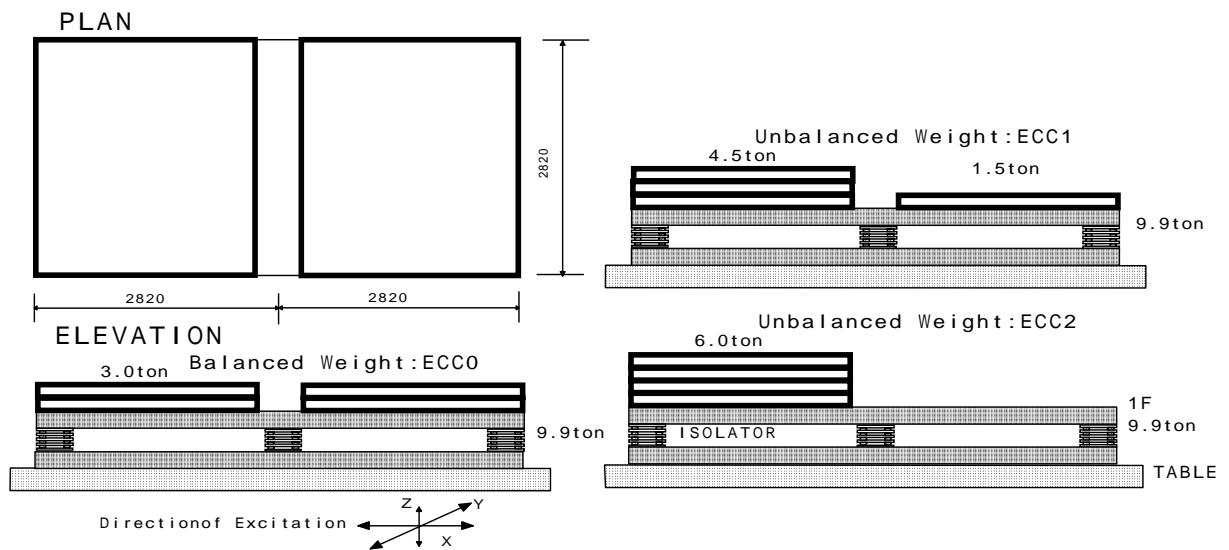 PLAN
2820
2820
2820
ELEVATION
Balanced Weight:ECC0
3.0ton
9.9ton
Directionof Excitation
Z
Y
X
Unbalanced Weight:ECC1
4.5ton
1.5ton
9.9ton
Unbalanced Weight:ECC2
6.0ton
1F
9.9ton
ISOLATOR
TABLE